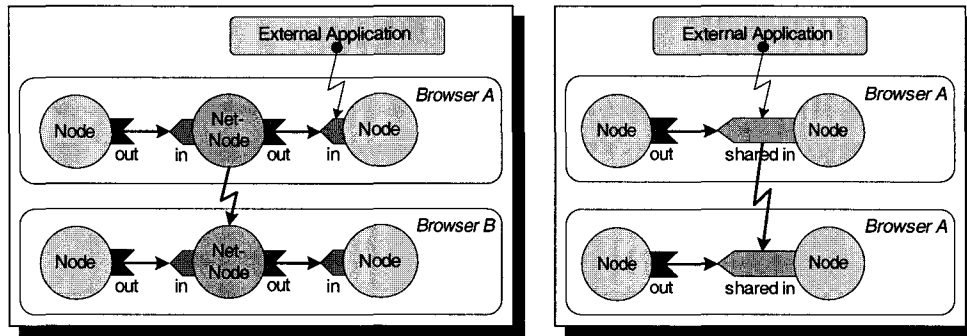 External Application
Browser A
Node
out
in
Net-
Node
out
in
Node
Browser B
Node
out
in
Net-
Node
out
in
Node
External Application
Browser A
Node
out
shared in
Node
Browser A
Node
out
shared in
Node